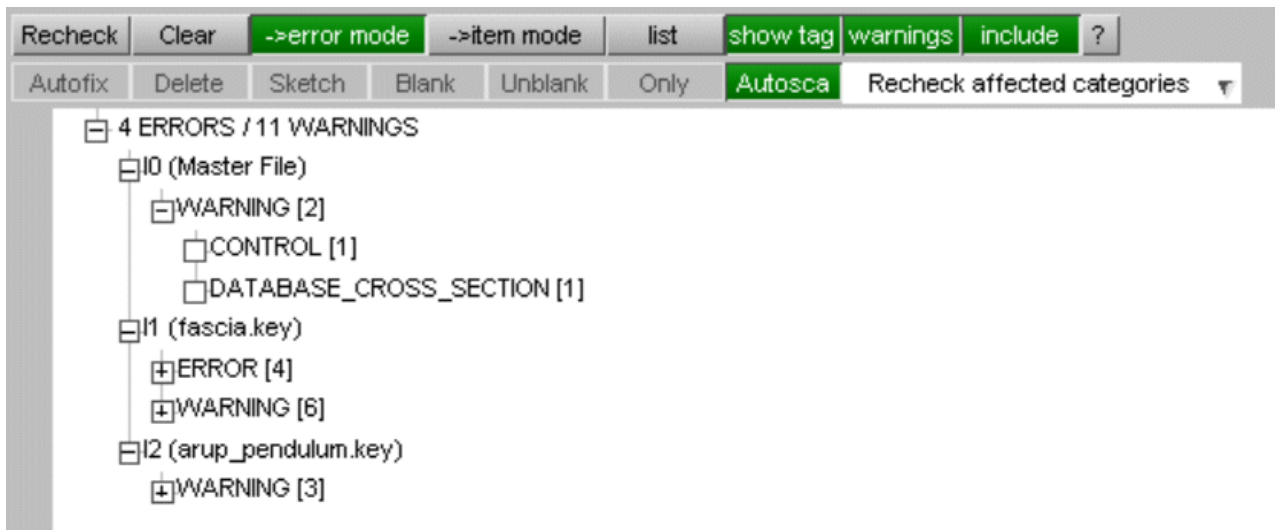 Recheck Clear ->error mode ->item mode list show tag warnings include ?
Autofix Delete Sketch Blank Unblank Only Autosca Recheck affected categories
4 ERRORS / 11 WARNINGS
I0 (Master File)
WARNING [2]
CONTROL [1]
DATABASE_CROSS_SECTION [1]
I1 (fascia.key)
ERROR [4]
WARNING [6]
I2 (arup_pendulum.key)
WARNING [3]